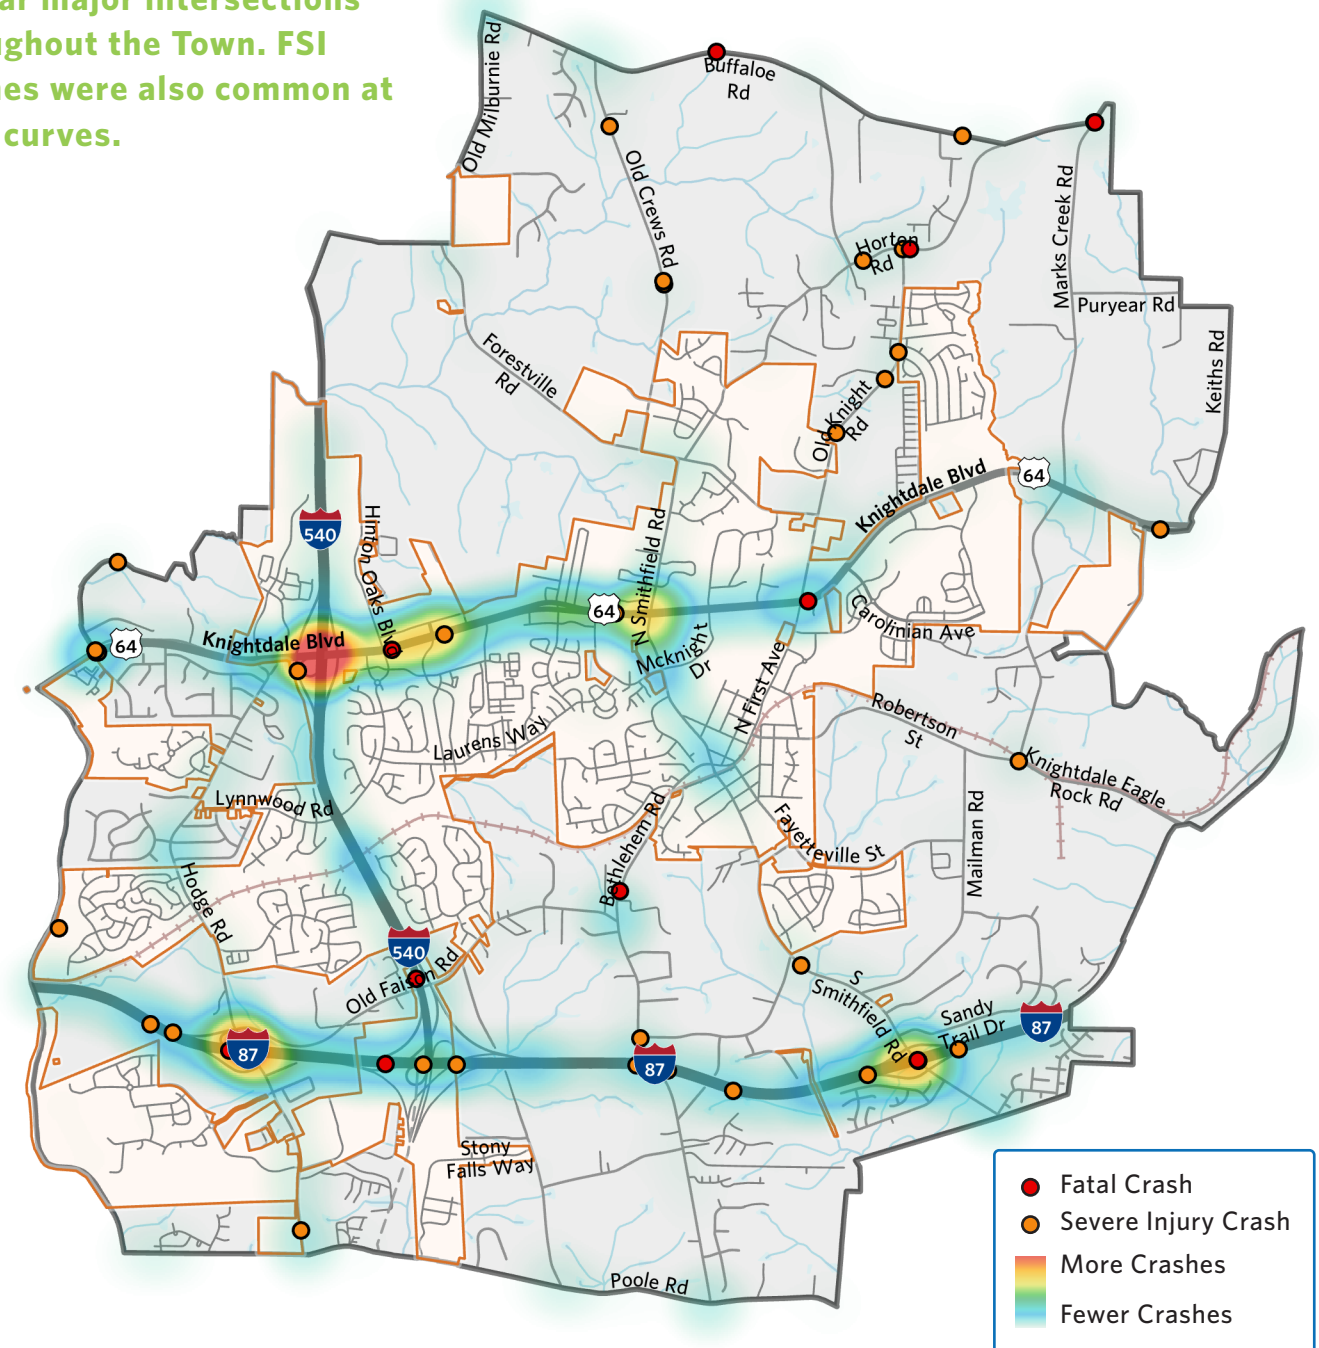 major intersections
the Town. FSI
were also common at
curves.
Old Milburnie Rd
Buffaloe
Rd
Old Crews Rd
Horton
Rd
Marks Creek Rd
Puryear Rd
Keiths Rd
Forestville
Rd
Old Knight
Rd
Knightdale Blvd
64
540
Hinton Oaks Blv
N Smithfield Rd
64
Knightdale Blvd
64
Carolinian Ave
Mcknight
Dr
N First Ave
Laurens Way
Robertson
St
Knightdale Eagle
Rock Rd
Lynnwood Rd
Bethlehem Rd
Fayetteville St
Mailman Rd
Hodge Rd
540
Old Faison Rd
S
Smithfield Rd
Sandy
Trail Dr
87
87
87
Stony
Falls Way
Poole Rd
Fatal Crash
Severe Injury Crash
More Crashes
Fewer Crashes